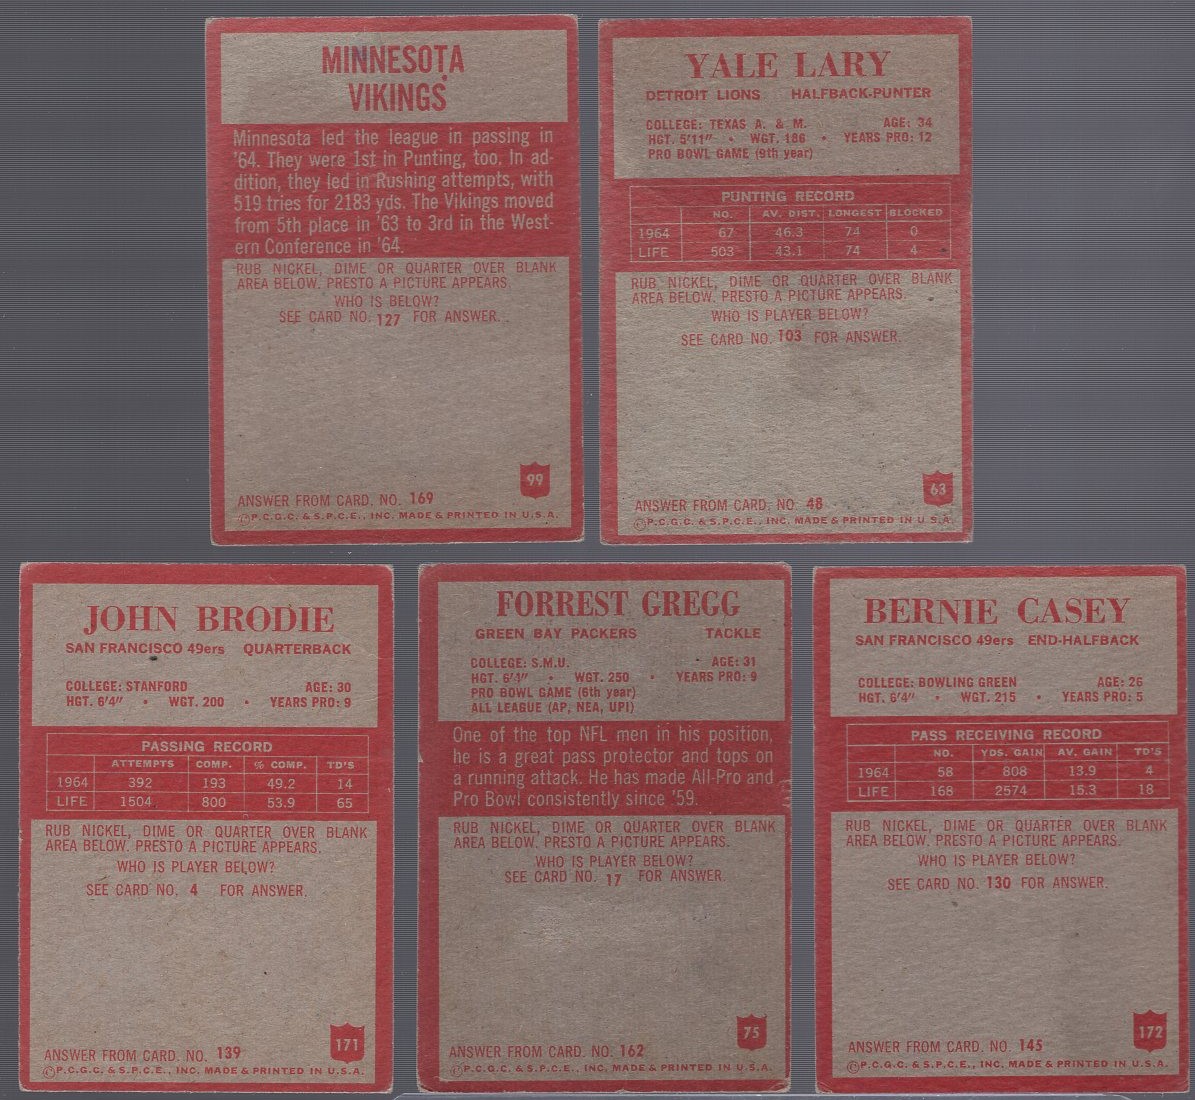 MINNESOTA
VIKINGS
Minnesota led the league in passing in
'64. They were 1st in Punting, too. In ad-
dition, they led in Rushing attempts, with
519 tries for 2183 yds. The Vikings moved
from 5th place in '63 to 3rd in the West-
ern Conference in '64.
RUB NICKEL, DIME OR QUARTER OVER BLANK
AREA BELOW. PRESTO A PICTURE APPEARS.
WHO IS BELOW?
SEE CARD NO. 127 FOR ANSWER.
99
ANSWER FROM CARD. NO. 169
©P.C.G.C. & S.P.C.E., INC. MADE & PRINTED IN U.S.A.
YALE LARY
DETROIT LIONS HALFBACK-PUNTER
COLLEGE: TEXAS A. & M. AGE: 34
HGT. 5'11" • WGT. 186 • YEARS PRO: 12
PRO BOWL GAME (9th year)
PUNTING RECORD
NO. AV. DIST. LONGEST BLOCKED
1964 67 46.3 74 0
LIFE 503 43.1 74 4
RUB NICKEL, DIME OR QUARTER OVER BLANK
AREA BELOW. PRESTO A PICTURE APPEARS.
WHO IS PLAYER BELOW?
SEE CARD NO. 103 FOR ANSWER.
63
ANSWER FROM CARD. NO. 48
©P.C.G.C. & S.P.C.E., INC. MADE & PRINTED IN U.S.A.
JOHN BRODIE
SAN FRANCISCO 49ers QUARTERBACK
COLLEGE: STANFORD AGE: 30
HGT. 6'4" • WGT. 200 • YEARS PRO: 9
PASSING RECORD
ATTEMPTS COMP. % COMP. TD'S
1964 392 193 49.2 14
LIFE 1504 800 53.9 65
RUB NICKEL, DIME OR QUARTER OVER BLANK
AREA BELOW. PRESTO A PICTURE APPEARS.
WHO IS PLAYER BELOW?
SEE CARD NO. 4 FOR ANSWER.
171
ANSWER FROM CARD. NO. 139
©P.C.G.C. & S.P.C.E., INC. MADE & PRINTED IN U.S.A.
FORREST GREGG
GREEN BAY PACKERS TACKLE
COLLEGE: S.M.U. AGE: 31
HGT. 6'4" • WGT. 250 • YEARS PRO: 9
PRO BOWL GAME (6th year)
ALL LEAGUE (AP, NEA, UPI)
One of the top NFL men in his position,
he is a great pass protector and tops on
a running attack. He has made All-Pro and
Pro Bowl consistently since '59.
RUB NICKEL, DIME OR QUARTER OVER BLANK
AREA BELOW. PRESTO A PICTURE APPEARS.
WHO IS PLAYER BELOW?
SEE CARD NO. 17 FOR ANSWER.
75
ANSWER FROM CARD. NO. 162
©P.C.G.C. & S.P.C.E., INC. MADE & PRINTED IN U.S.A.
BERNIE CASEY
SAN FRANCISCO 49ers END-HALFBACK
COLLEGE: BOWLING GREEN AGE: 26
HGT. 6'4" • WGT. 215 • YEARS PRO: 5
PASS RECEIVING RECORD
NO. YDS. GAIN AV. GAIN TD'S
1964 58 808 13.9 4
LIFE 168 2574 15.3 18
RUB NICKEL, DIME OR QUARTER OVER BLANK
AREA BELOW. PRESTO A PICTURE APPEARS.
WHO IS PLAYER BELOW?
SEE CARD NO. 130 FOR ANSWER.
172
ANSWER FROM CARD. NO. 145
©P.C.G.C. & S.P.C.E., INC. MADE & PRINTED IN U.S.A.